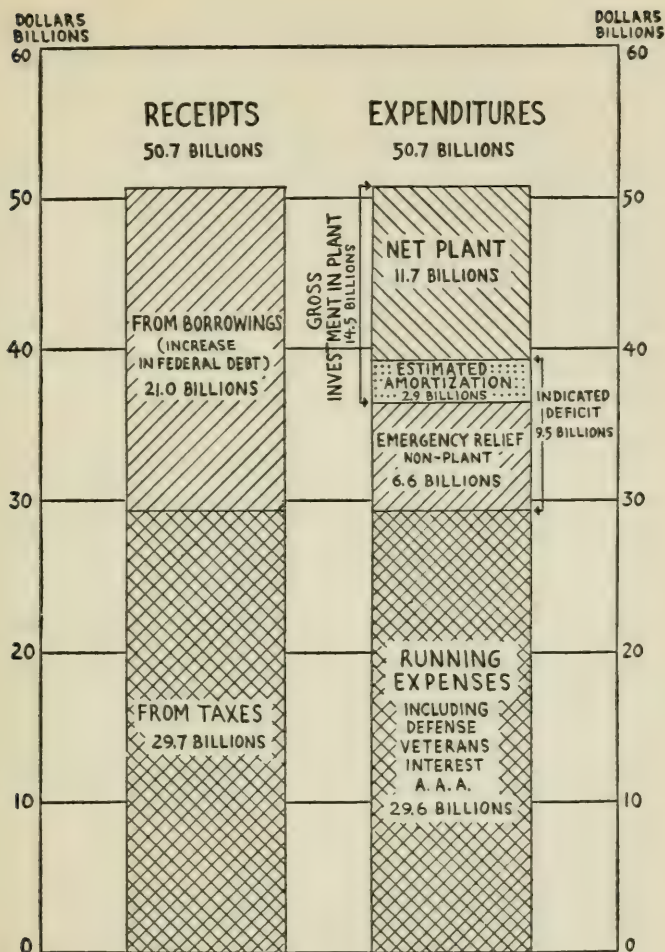 DOLLARS
BILLIONS
60
50
40
30
20
10
0
RECEIPTS
50.7 BILLIONS
FROM BORROWINGS
(INCREASE
IN FEDERAL DEBT)
21.0 BILLIONS
FROM TAXES
29.7 BILLIONS
GROSS
INVESTMENT IN PLANT
14.5 BILLIONS
EXPENDITURES
50.7 BILLIONS
NET PLANT
11.7 BILLIONS
ESTIMATED
AMORTIZATION
2.9 BILLIONS
EMERGENCY RELIEF
NON-PLANT
6.6 BILLIONS
RUNNING
EXPENSES
INCLUDING
DEFENSE
VETERANS
INTEREST
A. A. A.
29.6 BILLIONS
INDICATED
DEFICIT
9.5 BILLIONS
DOLLARS
BILLIONS
60
50
40
30
20
10
0